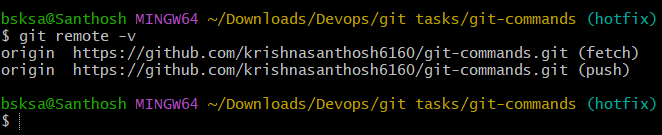 bsksa@Santhosh MINGW64 ~/Downloads/Devops/git tasks/git-commands (hotfix)
$ git remote -v
origin  https://github.com/krishnasanthosh6160/git-commands.git (fetch)
origin  https://github.com/krishnasanthosh6160/git-commands.git (push)
bsksa@Santhosh MINGW64 ~/Downloads/Devops/git tasks/git-commands (hotfix)
$